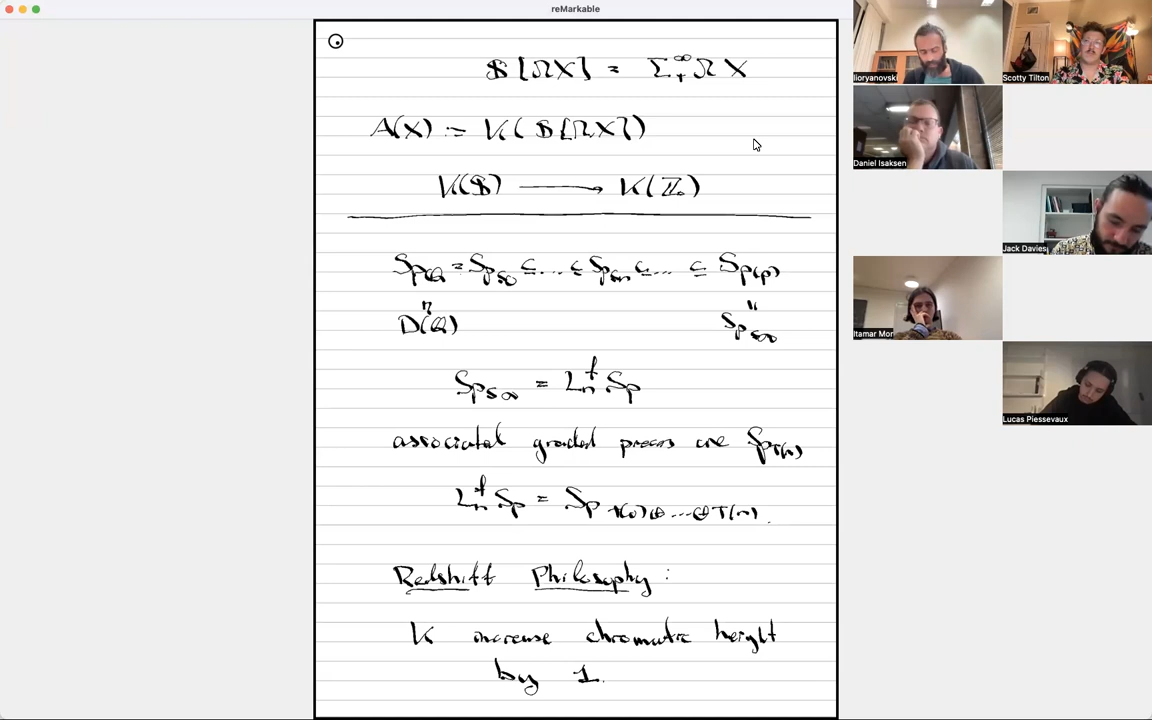 reMarkable
𝕊[ΩX] = Σ₊^∞ ΩX
A(X) := K(𝕊[ΩX])
K(𝕊) ⟶ K(ℤ)
Sp_ℚ = Sp_≤0 ⊆ ... ⊆ Sp_≤n ⊆ ... ⊆ Sp_(p)
D(ℚ)
Sp_≤∞
Sp_≤∞ = L_n^f Sp
associated graded pieces are Sp_T(n)
L_n^f Sp = Sp_T(0)⊕...⊕T(n).
Redshift Philosophy:
K increase chromatic height
by 1.
lioryanovski
Scotty Tilton
Daniel Isaksen
Jack Davies
Itamar Mor
Lucas Piessevaux